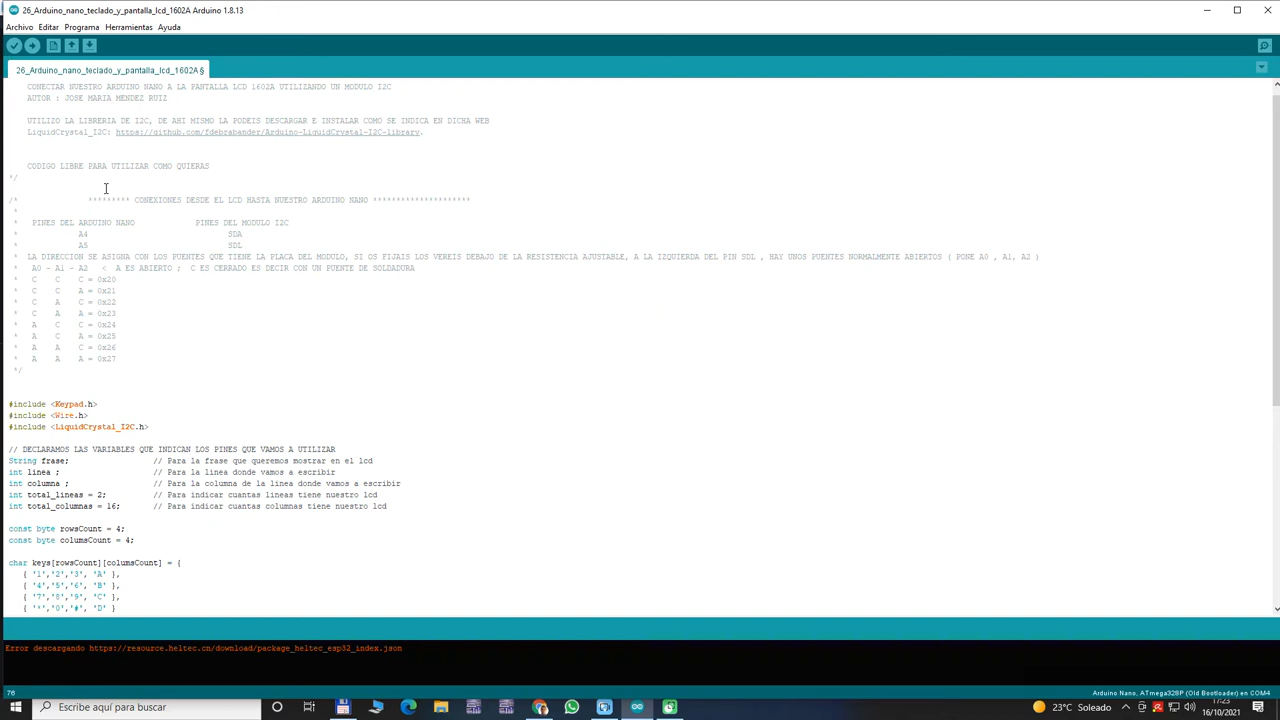 26_Arduino_nano_teclado_y_pantalla_lcd_1602A Arduino 1.8.13
Archivo Editar Programa Herramientas Ayuda
26_Arduino_nano_teclado_y_pantalla_lcd_1602A §
CONECTAR NUESTRO ARDUINO NANO A LA PANTALLA LCD 1602A UTILIZANDO UN MODULO I2C
AUTOR : JOSE MARIA MENDEZ RUIZ
UTILIZO LA LIBRERIA DE I2C, DE AHI MISMO LA PODEIS DESCARGAR E INSTALAR COMO SE INDICA EN DICHA WEB
LiquidCrystal_I2C: https://github.com/fdebrabander/Arduino-LiquidCrystal-I2C-library.
CODIGO LIBRE PARA UTILIZAR COMO QUIERAS
*/
/* ********* CONEXIONES DESDE EL LCD HASTA NUESTRO ARDUINO NANO *********************
*
* PINES DEL ARDUINO NANO PINES DEL MODULO I2C
* A4 SDA
* A5 SDL
* LA DIRECCION SE ASIGNA CON LOS PUENTES QUE TIENE LA PLACA DEL MODULO, SI OS FIJAIS LOS VEREIS DEBAJO DE LA RESISTENCIA AJUSTABLE, A LA IZQUIERDA DEL PIN SDL , HAY UNOS PUENTES NORMALMENTE ABIERTOS ( PONE A0 , A1, A2 )
* A0 - A1 - A2 < A ES ABIERTO ; C ES CERRADO ES DECIR CON UN PUENTE DE SOLDADURA
* C C C = 0x20
* C C A = 0x21
* C A C = 0x22
* C A A = 0x23
* A C C = 0x24
* A C A = 0x25
* A A C = 0x26
* A A A = 0x27
*/
#include <Keypad.h>
#include <Wire.h>
#include <LiquidCrystal_I2C.h>
// DECLARAMOS LAS VARIABLES QUE INDICAN LOS PINES QUE VAMOS A UTILIZAR
String frase; // Para la frase que queremos mostrar en el lcd
int linea ; // Para la linea donde vamos a escribir
int columna ; // Para la columna de la linea donde vamos a escribir
int total_lineas = 2; // Para indicar cuantas lineas tiene nuestro lcd
int total_columnas = 16; // Para indicar cuantas columnas tiene nuestro lcd
const byte rowsCount = 4;
const byte columsCount = 4;
char keys[rowsCount][columsCount] = {
{ '1','2','3', 'A' },
{ '4','5','6', 'B' },
{ '7','8','9', 'C' },
{ '*','0','#', 'D' }
Error descargando https://resource.heltec.cn/download/package_heltec_esp32_index.json
76 Arduino Nano, ATmega328P (Old Bootloader) en COM4
Escribe aquí para buscar
23°C Soleado
17:23
16/10/2021